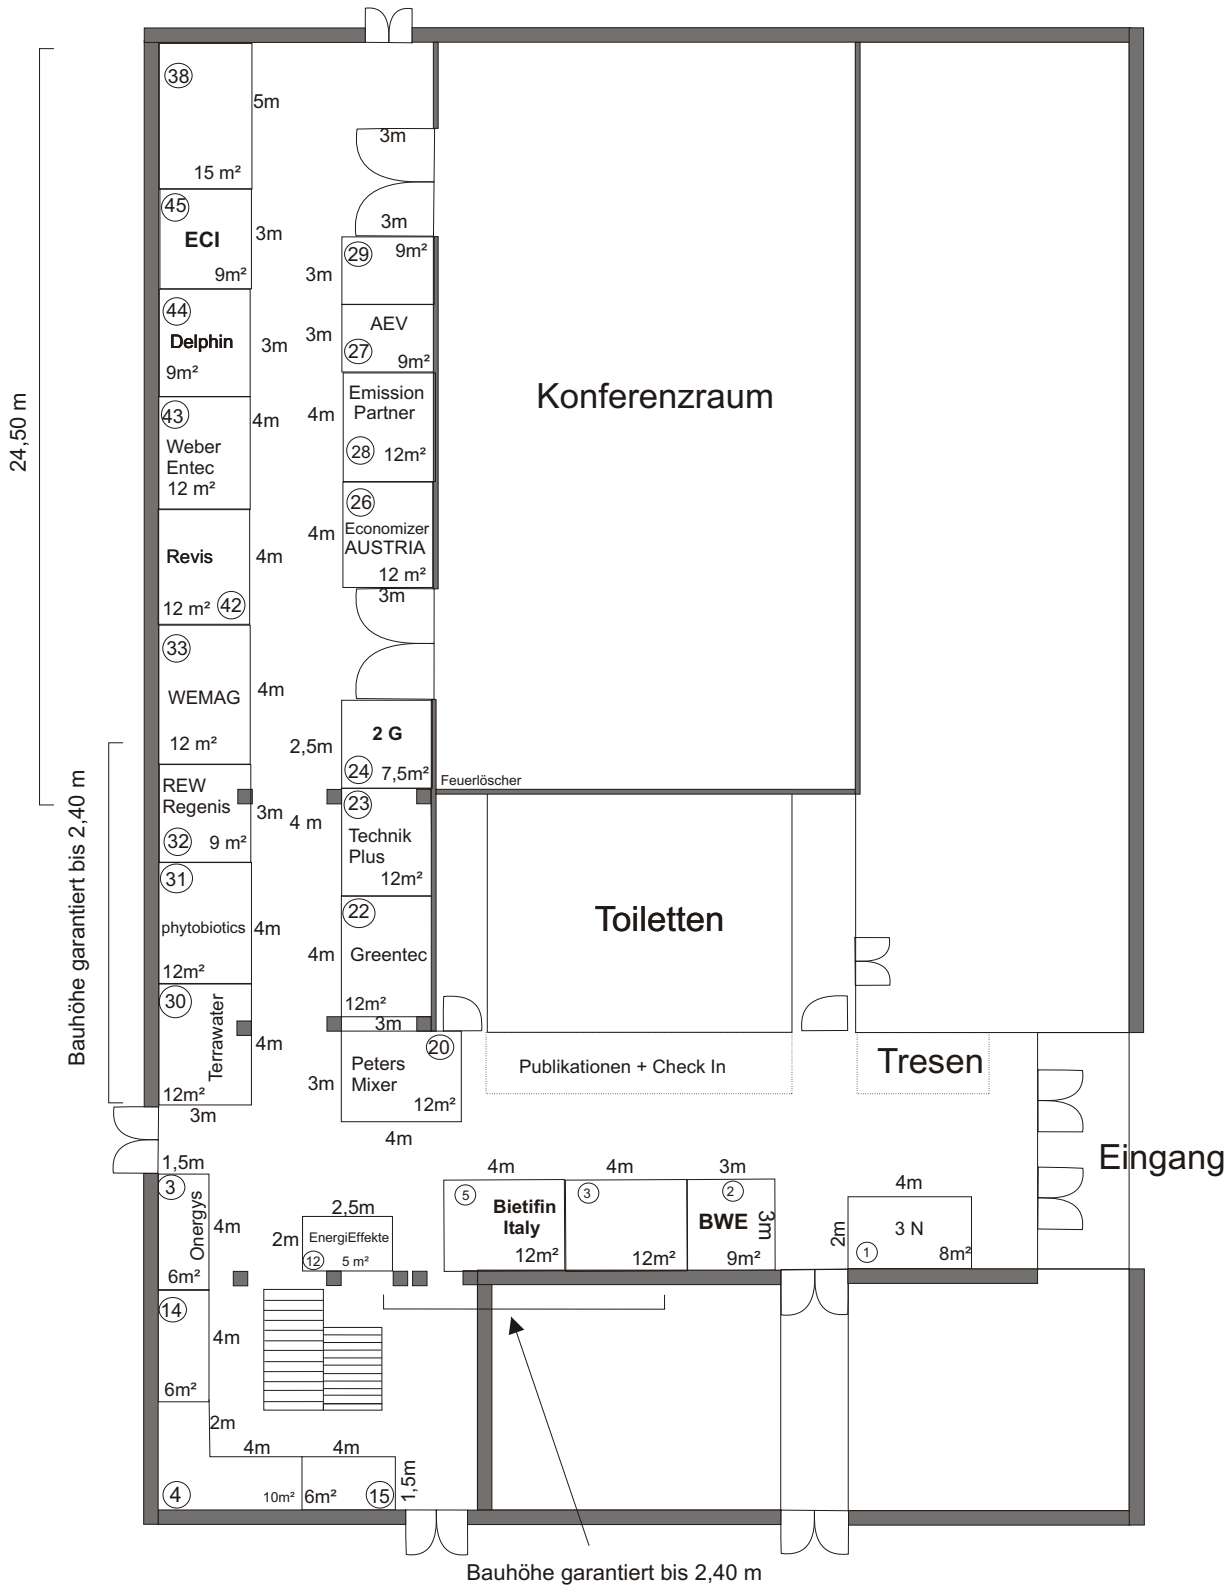 38
5m
15 m²
3m
3m
45
ECI
9m²
3m
29
9m²
3m
44
Delphin
9m²
3m
AEV
27
9m²
3m
43
Weber
Entec
12 m²
4m
Emission
Partner
28
12m²
4m
Konferenzraum
24,50 m
Revis
12 m²
42
4m
26
Economizer
AUSTRIA
12 m²
4m
3m
33
WEMAG
12 m²
4m
2 G
24
7,5m²
2,5m
Feuerlöscher
Bauhöhe garantiert bis 2,40 m
REW
Regenis
32
9 m²
3m
4 m
23
Technik
Plus
12m²
31
phytobiotics
12m²
4m
22
Greentec
12m²
4m
3m
Toiletten
30
Terrawater
12m²
4m
3m
20
Peters
Mixer
12m²
3m
4m
Publikationen + Check In
Tresen
Eingang
1,5m
3
Onergys
6m²
4m
2,5m
2m
EnergiEffekte
12
5 m²
4m
5
Bietifin
Italy
12m²
4m
3
12m²
3m
2
BWE
3m
9m²
4m
2m
3 N
1
8m²
14
6m²
4m
2m
4m
4m
4
10m²
6m²
15
1,5m
Bauhöhe garantiert bis 2,40 m